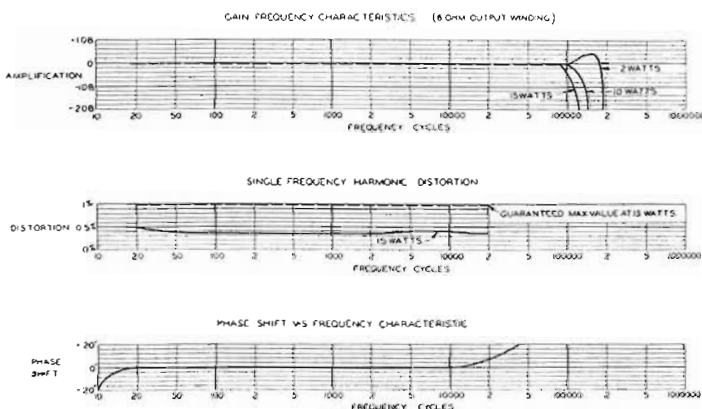 GAIN FREQUENCY CHARACTERISTICS (8 OHM OUTPUT WINDING)
+1DB
0
AMPLIFICATION
-1DB
-2DB
2 WATTS
15 WATTS
10 WATTS
10 20 50 100 2 5 1000 2 5 10000 2 5 100000 2 5 1000000
FREQUENCY CYCLES
SINGLE FREQUENCY HARMONIC DISTORTION
1%
DISTORTION 0.5%
0%
GUARANTEED MAX VALUE AT 15 WATTS
15 WATTS
10 20 50 100 2 5 1000 2 5 10000 2 5 100000 2 5 1000000
FREQUENCY CYCLES
PHASE SHIFT VS FREQUENCY CHARACTERISTIC
+20°
PHASE SHIFT
0
-20°
10 20 50 100 2 5 1000 2 5 10000 2 5 100000 2 5 1000000
FREQUENCY CYCLES